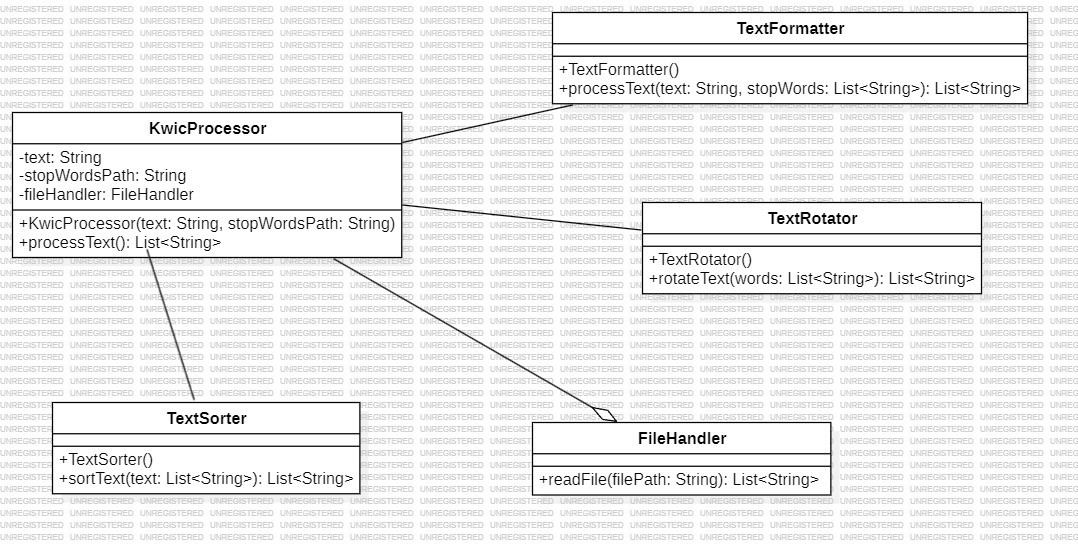 TextFormatter
+TextFormatter()
+processText(text: String, stopWords: List<String>): List<String>
KwicProcessor
-text: String
-stopWordsPath: String
-fileHandler: FileHandler
+KwicProcessor(text: String, stopWordsPath: String)
+processText(): List<String>
TextRotator
+TextRotator()
+rotateText(words: List<String>): List<String>
TextSorter
+TextSorter()
+sortText(text: List<String>): List<String>
FileHandler
+readFile(filePath: String): List<String>
UNREGISTERED